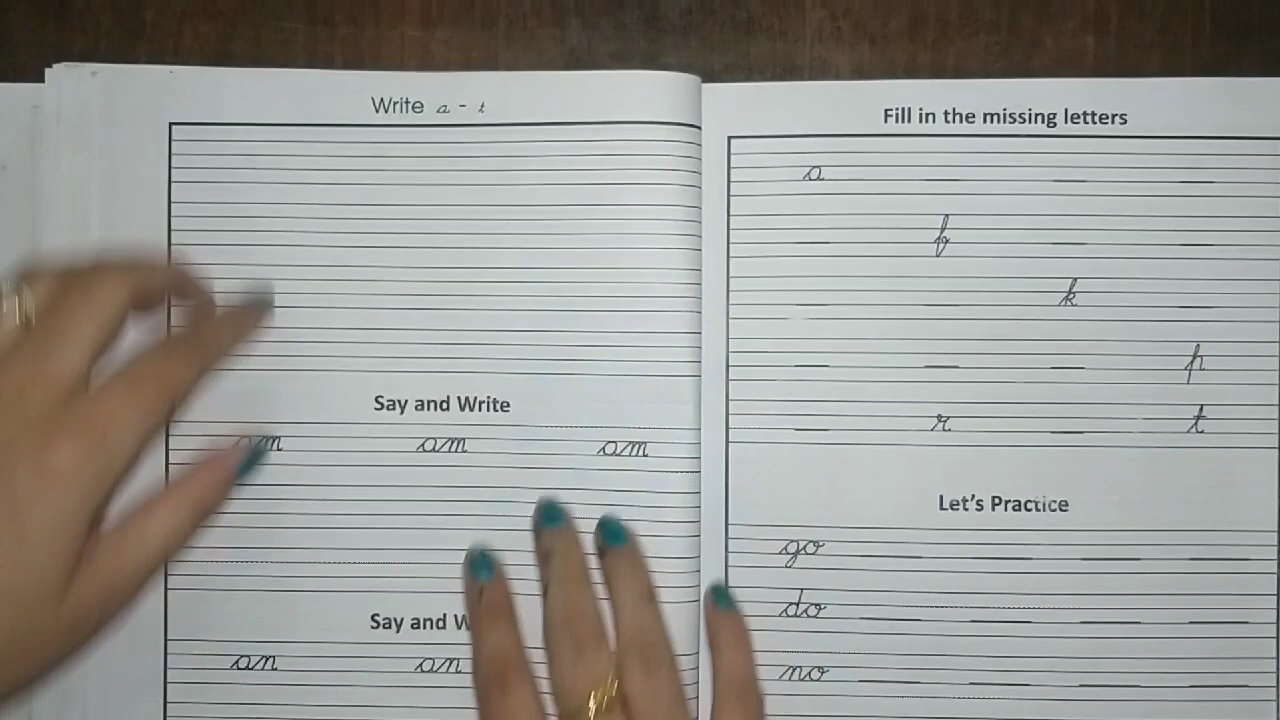 Write a - t
Say and Write
am am am
Say and
an an
Fill in the missing letters
a _ _ _
_ f _ _
_ _ k _
_ _ _ p
_ r _ t
Let's Practice
go _ _ _ _
do _ _ _ _
no _ _ _ _